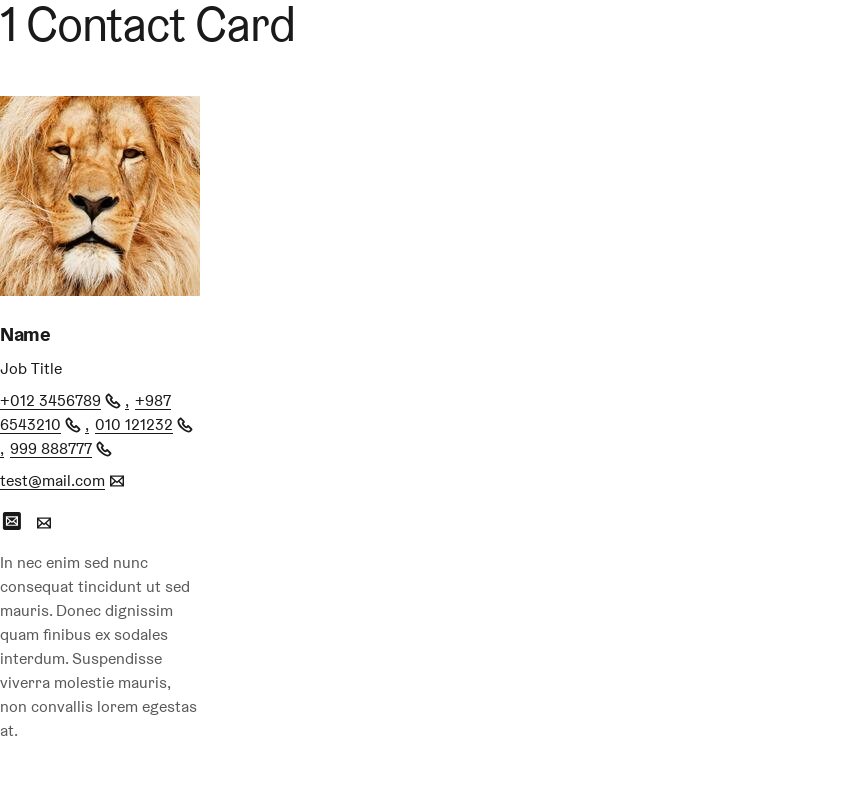 1 Contact Card
Name
Job Title
+012 3456789 , +987
6543210 , 010 121232
, 999 888777
test@mail.com
In nec enim sed nunc
consequat tincidunt ut sed
mauris. Donec dignissim
quam finibus ex sodales
interdum. Suspendisse
viverra molestie mauris,
non convallis lorem egestas
at.